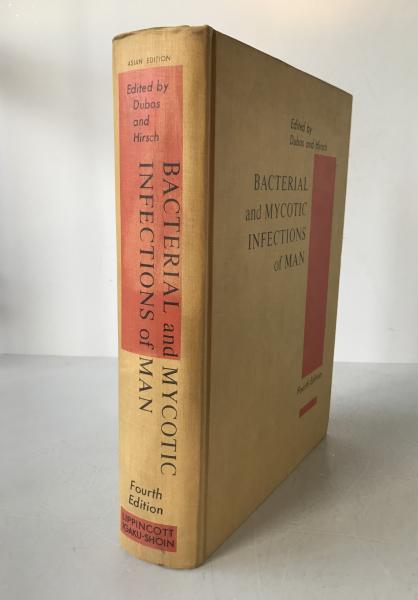 ASIAN EDITION
Edited by
Dubos
and
Hirsch
BACTERIAL and MYCOTIC
INFECTIONS of MAN
Fourth
Edition
LIPPINCOTT
IGAKU-SHOIN
Edited by
Dubos and Hirsch
BACTERIAL
and MYCOTIC
INFECTIONS
of MAN
Fourth Edition